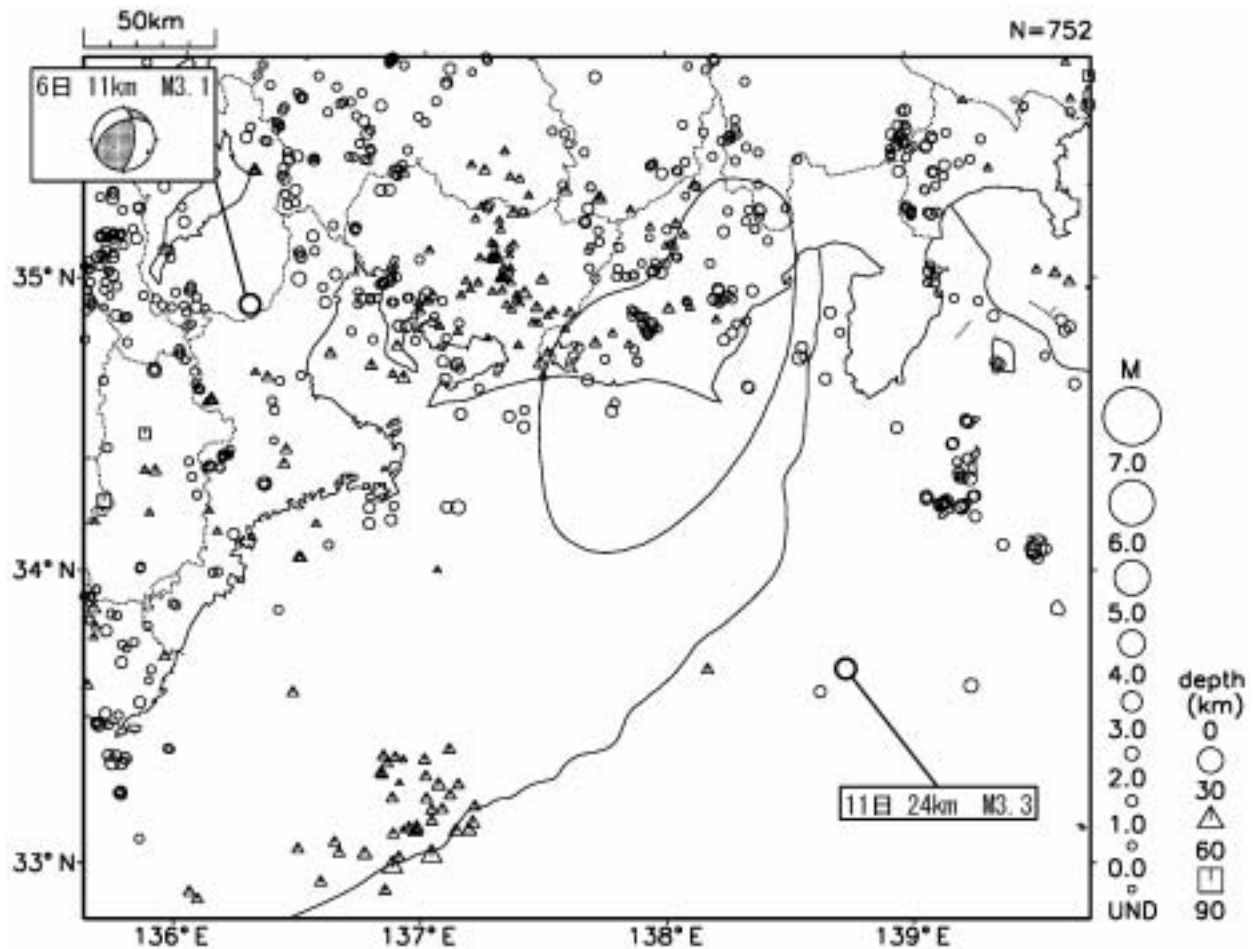 50km
N=752
6日 11km M3.1
35°N
34°N
33°N
136°E
137°E
138°E
139°E
11日 24km M3.3
M
7.0
6.0
5.0
4.0
3.0
2.0
1.0
0.0
UND
depth
(km)
0
30
60
90